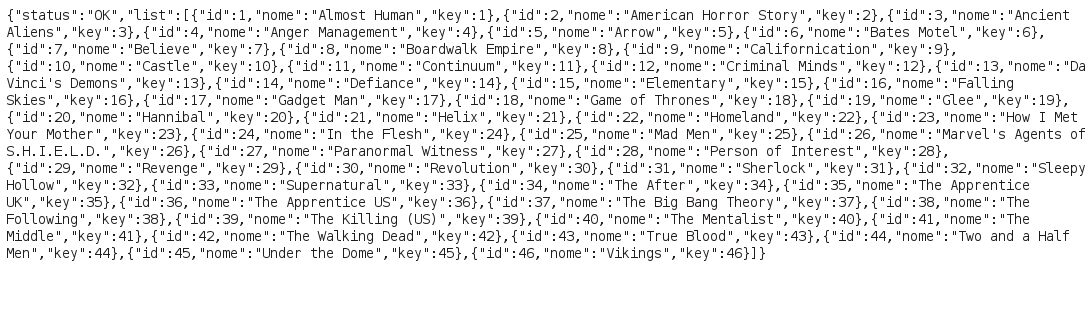 {"status":"OK","list":[{"id":1,"nome":"Almost Human","key":1},{"id":2,"nome":"American Horror Story","key":2},{"id":3,"nome":"Ancient
Aliens","key":3},{"id":4,"nome":"Anger Management","key":4},{"id":5,"nome":"Arrow","key":5},{"id":6,"nome":"Bates Motel","key":6},
{"id":7,"nome":"Believe","key":7},{"id":8,"nome":"Boardwalk Empire","key":8},{"id":9,"nome":"Californication","key":9},
{"id":10,"nome":"Castle","key":10},{"id":11,"nome":"Continuum","key":11},{"id":12,"nome":"Criminal Minds","key":12},{"id":13,"nome":"Da
Vinci's Demons","key":13},{"id":14,"nome":"Defiance","key":14},{"id":15,"nome":"Elementary","key":15},{"id":16,"nome":"Falling
Skies","key":16},{"id":17,"nome":"Gadget Man","key":17},{"id":18,"nome":"Game of Thrones","key":18},{"id":19,"nome":"Glee","key":19},
{"id":20,"nome":"Hannibal","key":20},{"id":21,"nome":"Helix","key":21},{"id":22,"nome":"Homeland","key":22},{"id":23,"nome":"How I Met
Your Mother","key":23},{"id":24,"nome":"In the Flesh","key":24},{"id":25,"nome":"Mad Men","key":25},{"id":26,"nome":"Marvel's Agents of
S.H.I.E.L.D.","key":26},{"id":27,"nome":"Paranormal Witness","key":27},{"id":28,"nome":"Person of Interest","key":28},
{"id":29,"nome":"Revenge","key":29},{"id":30,"nome":"Revolution","key":30},{"id":31,"nome":"Sherlock","key":31},{"id":32,"nome":"Sleepy
Hollow","key":32},{"id":33,"nome":"Supernatural","key":33},{"id":34,"nome":"The After","key":34},{"id":35,"nome":"The Apprentice
UK","key":35},{"id":36,"nome":"The Apprentice US","key":36},{"id":37,"nome":"The Big Bang Theory","key":37},{"id":38,"nome":"The
Following","key":38},{"id":39,"nome":"The Killing (US)","key":39},{"id":40,"nome":"The Mentalist","key":40},{"id":41,"nome":"The
Middle","key":41},{"id":42,"nome":"The Walking Dead","key":42},{"id":43,"nome":"True Blood","key":43},{"id":44,"nome":"Two and a Half
Men","key":44},{"id":45,"nome":"Under the Dome","key":45},{"id":46,"nome":"Vikings","key":46}]}